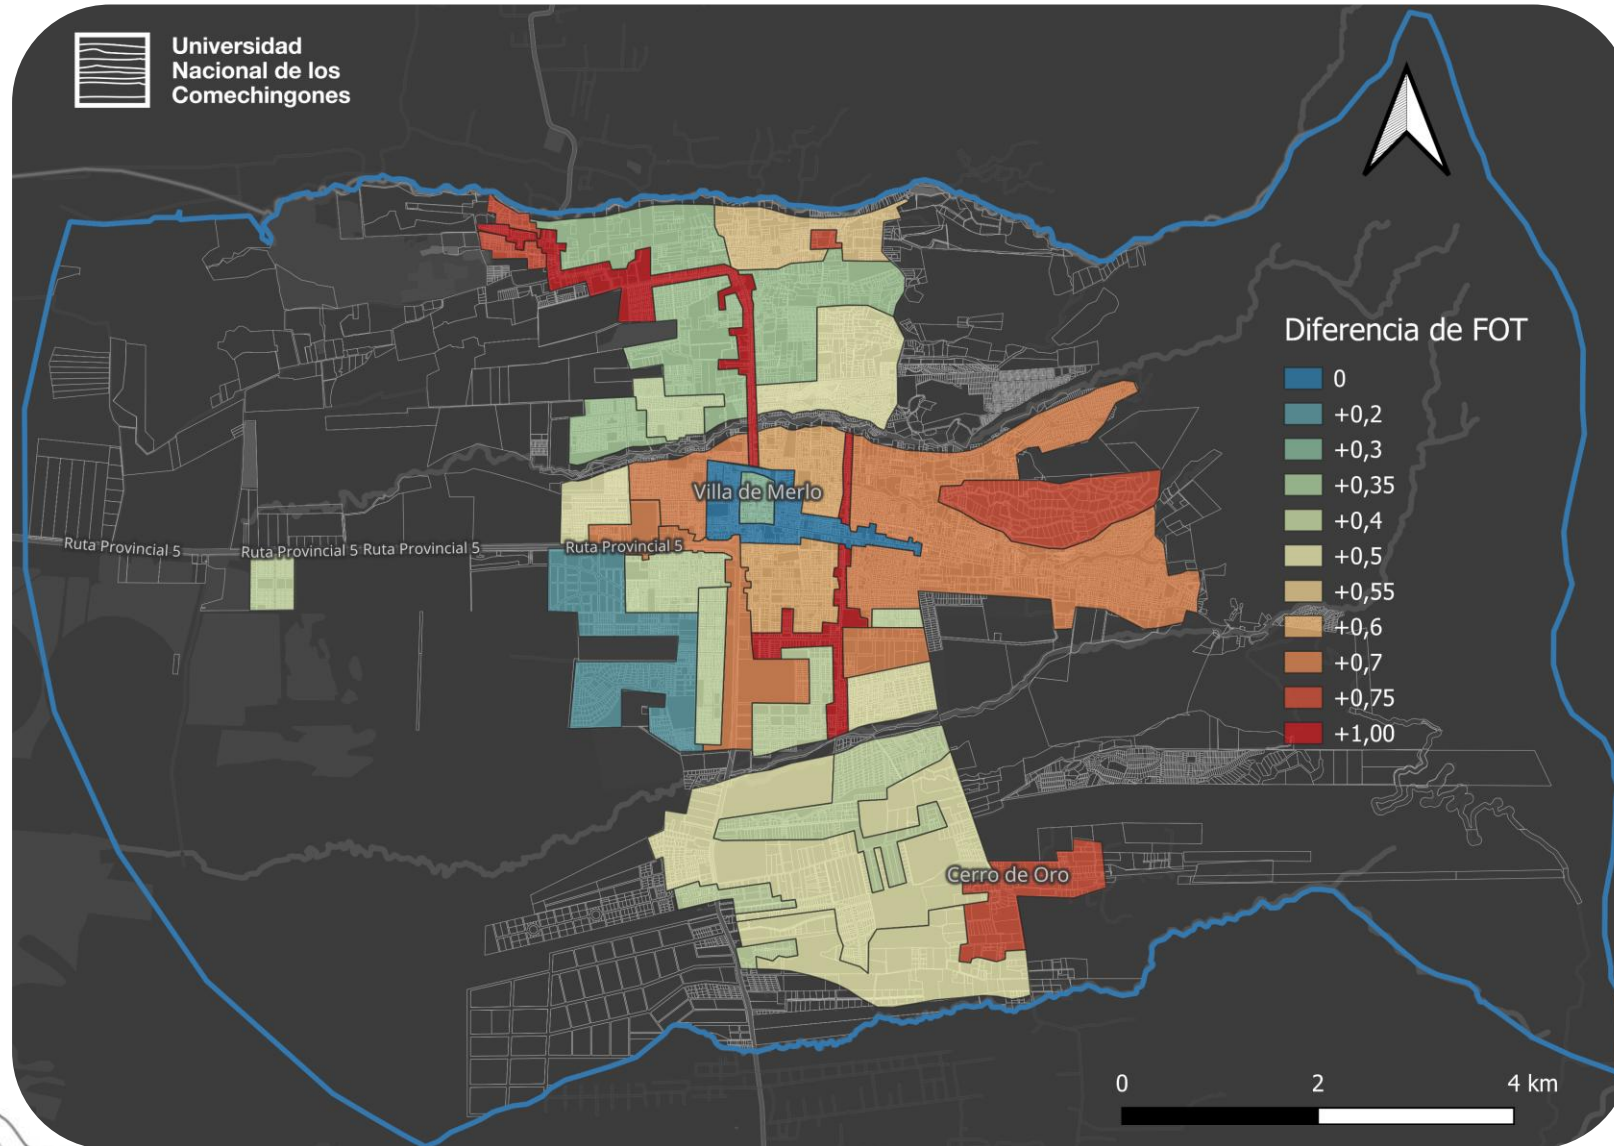 Universidad
Nacional de los
Comechingones
Diferencia de FOT
0
+0,2
+0,3
+0,35
+0,4
+0,5
+0,55
+0,6
+0,7
+0,75
+1,00
Villa de Merlo
Ruta Provincial 5
Ruta Provincial 5
Ruta Provincial 5
Ruta Provincial 5
Cerro de Oro
0 2 4 km